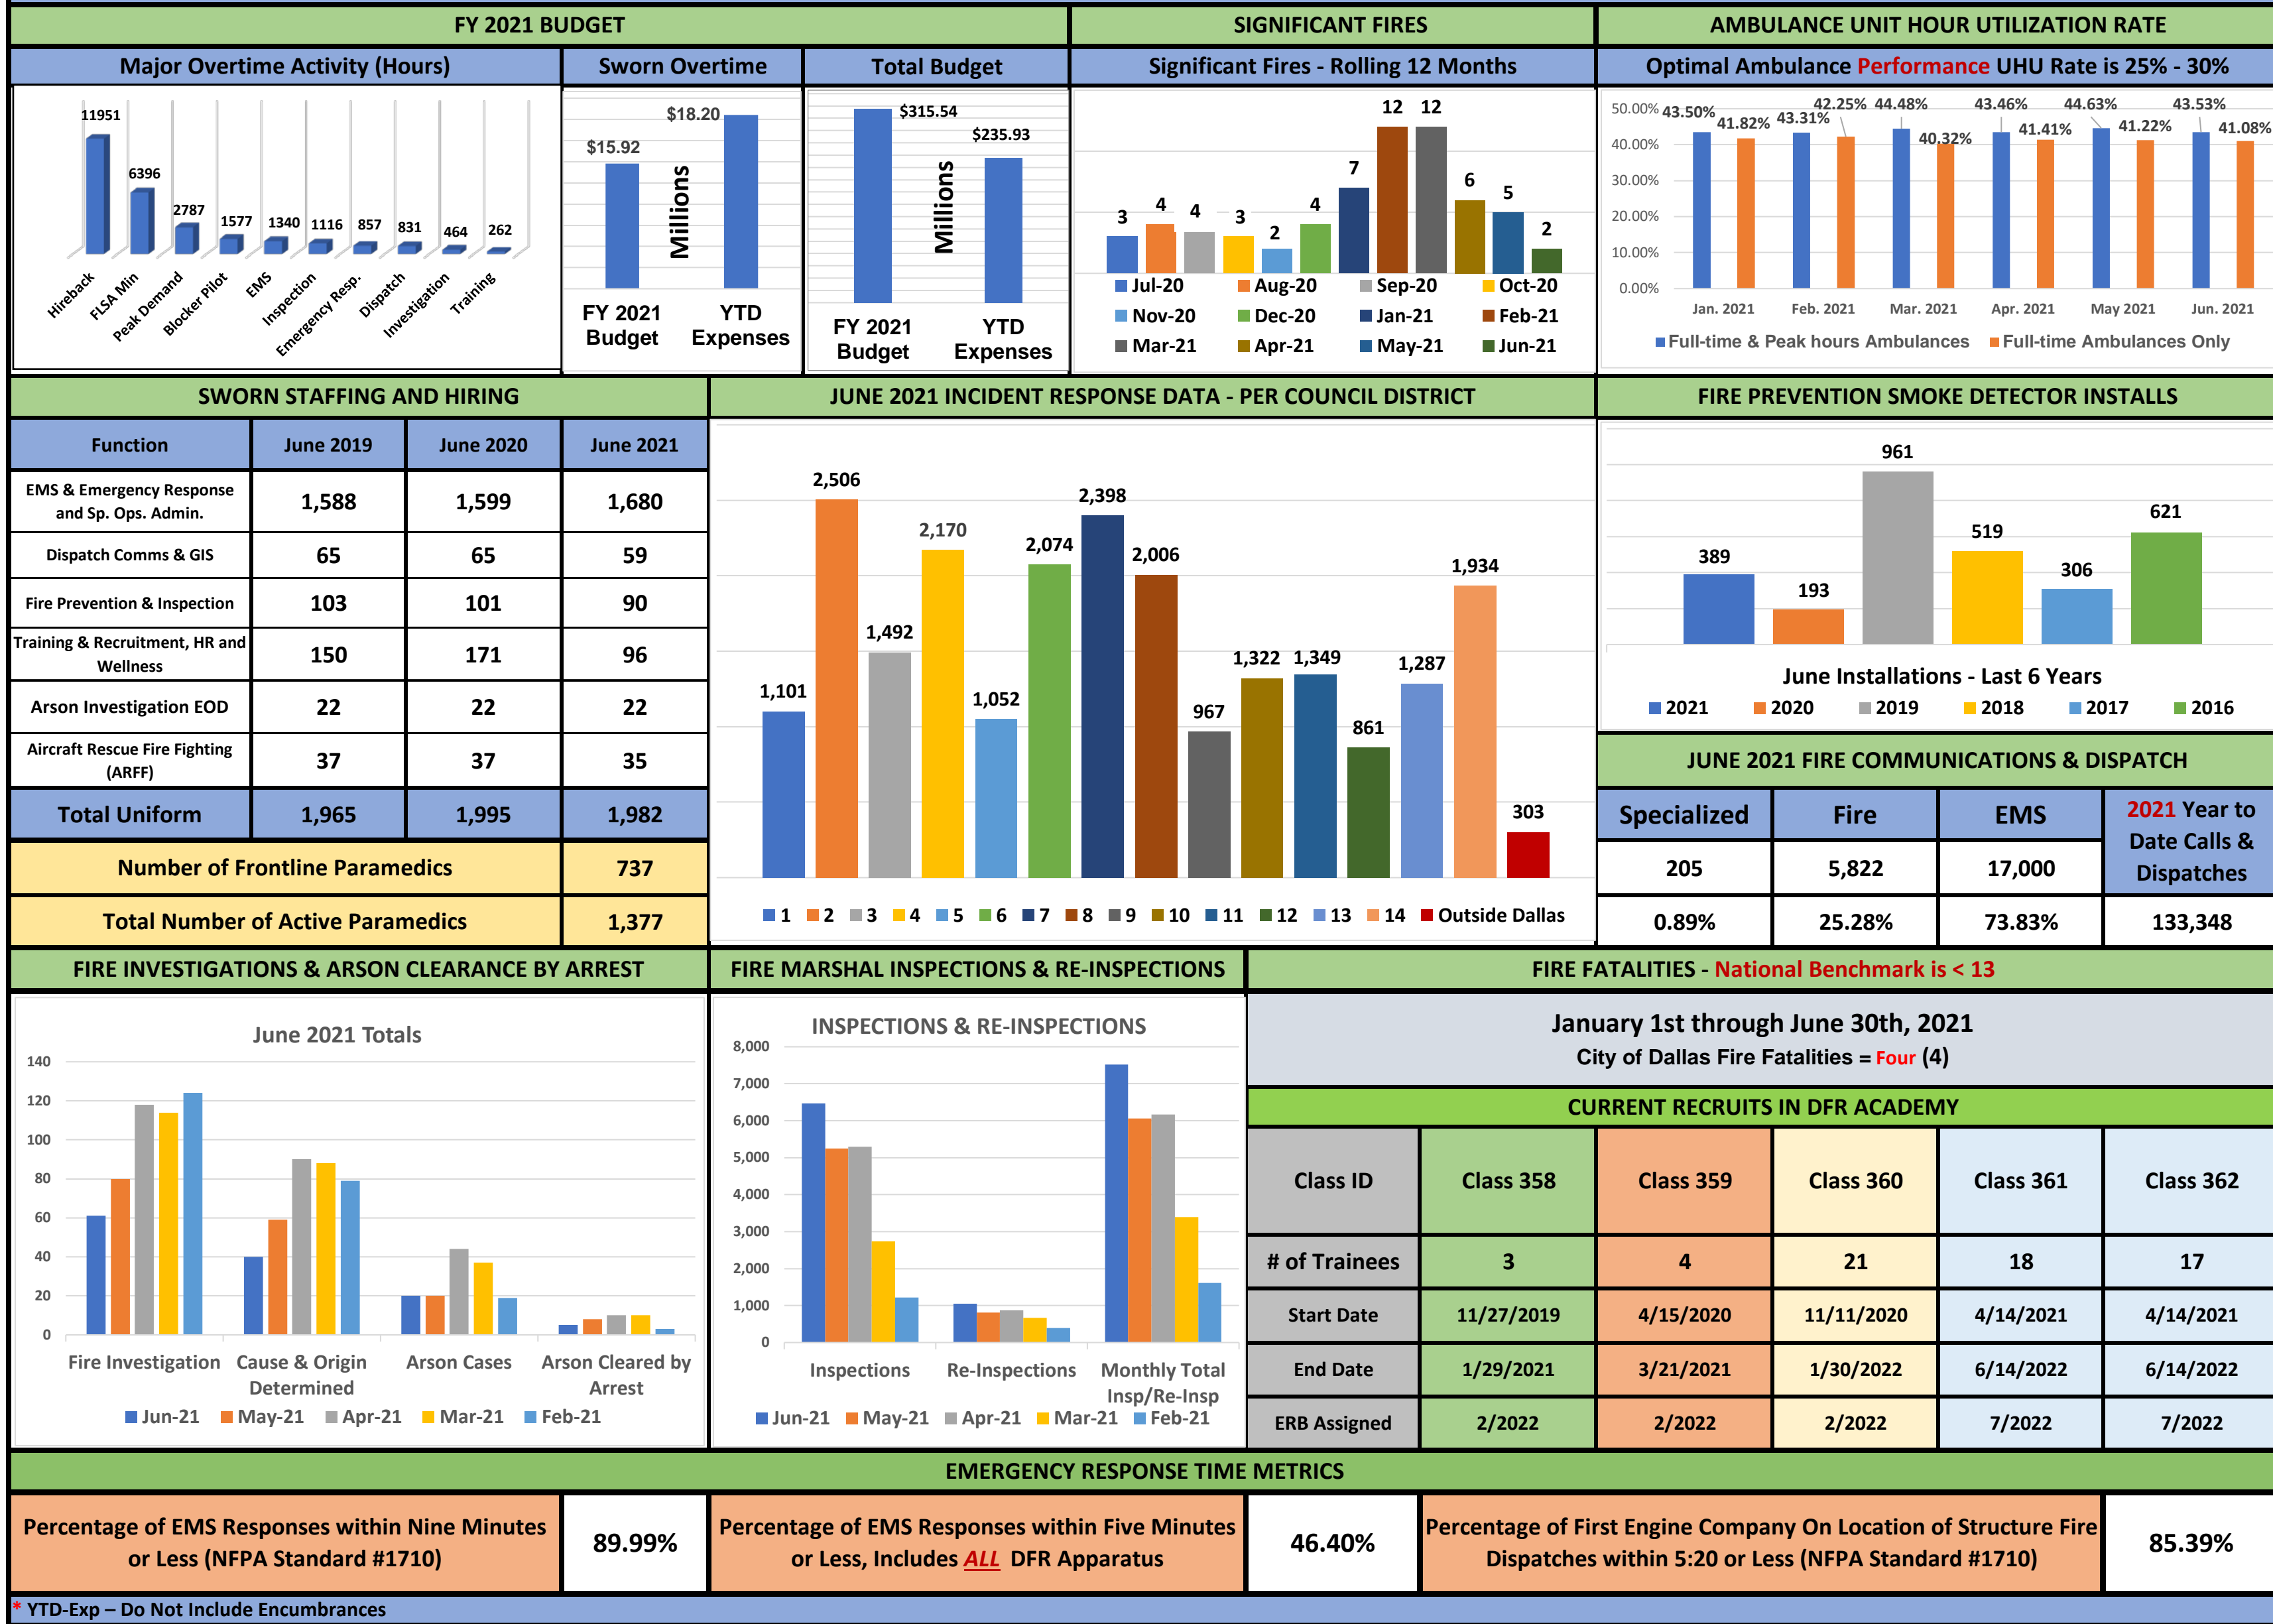 FY 2021 BUDGET
SIGNIFICANT FIRES
AMBULANCE UNIT HOUR UTILIZATION RATE
Major Overtime Activity (Hours)
Sworn Overtime
Total Budget
Significant Fires - Rolling 12 Months
Optimal Ambulance Performance UHU Rate is 25% - 30%
11951
6396
2787
1577
1340
1116
857
831
464
262
Hireback
FLSA Min
Peak Demand
Blocker Pilot
EMS
Inspection
Emergency Resp.
Dispatch
Investigation
Training
$15.92
$18.20
Millions
FY 2021
Budget
YTD
Expenses
$315.54
$235.93
Millions
FY 2021
Budget
YTD
Expenses
3
4
4
3
2
4
7
12
12
6
5
2
Jul-20 Aug-20 Sep-20 Oct-20
Nov-20 Dec-20 Jan-21 Feb-21
Mar-21 Apr-21 May-21 Jun-21
50.00%
40.00%
30.00%
20.00%
10.00%
0.00%
43.50%
41.82%
43.31%
42.25%
44.48%
40.32%
43.46%
41.41%
44.63%
41.22%
43.53%
41.08%
Jan. 2021 Feb. 2021 Mar. 2021 Apr. 2021 May 2021 Jun. 2021
Full-time & Peak hours Ambulances Full-time Ambulances Only
SWORN STAFFING AND HIRING
Function June 2019 June 2020 June 2021
EMS & Emergency Response
and Sp. Ops. Admin.
1,588 1,599 1,680
Dispatch Comms & GIS 65 65 59
Fire Prevention & Inspection 103 101 90
Training & Recruitment, HR and
Wellness
150 171 96
Arson Investigation EOD 22 22 22
Aircraft Rescue Fire Fighting
(ARFF)
37 37 35
Total Uniform 1,965 1,995 1,982
Number of Frontline Paramedics 737
Total Number of Active Paramedics 1,377
JUNE 2021 INCIDENT RESPONSE DATA - PER COUNCIL DISTRICT
1,101
2,506
1,492
2,170
1,052
2,074
2,398
2,006
967
1,322
1,349
861
1,287
1,934
303
1 2 3 4 5 6 7 8 9 10 11 12 13 14 Outside Dallas
FIRE PREVENTION SMOKE DETECTOR INSTALLS
389
193
961
519
306
621
June Installations - Last 6 Years
2021 2020 2019 2018 2017 2016
JUNE 2021 FIRE COMMUNICATIONS & DISPATCH
Specialized Fire EMS
2021 Year to
Date Calls &
Dispatches
205 5,822 17,000
0.89% 25.28% 73.83% 133,348
FIRE INVESTIGATIONS & ARSON CLEARANCE BY ARREST
June 2021 Totals
140
120
100
80
60
40
20
0
Fire Investigation
Cause & Origin
Determined
Arson Cases
Arson Cleared by
Arrest
Jun-21 May-21 Apr-21 Mar-21 Feb-21
FIRE MARSHAL INSPECTIONS & RE-INSPECTIONS
INSPECTIONS & RE-INSPECTIONS
8,000
7,000
6,000
5,000
4,000
3,000
2,000
1,000
0
Inspections
Re-Inspections
Monthly Total
Insp/Re-Insp
Jun-21 May-21 Apr-21 Mar-21 Feb-21
FIRE FATALITIES - National Benchmark is < 13
January 1st through June 30th, 2021
City of Dallas Fire Fatalities = Four (4)
CURRENT RECRUITS IN DFR ACADEMY
Class ID Class 358 Class 359 Class 360 Class 361 Class 362
# of Trainees 3 4 21 18 17
Start Date 11/27/2019 4/15/2020 11/11/2020 4/14/2021 4/14/2021
End Date 1/29/2021 3/21/2021 1/30/2022 6/14/2022 6/14/2022
ERB Assigned 2/2022 2/2022 2/2022 7/2022 7/2022
EMERGENCY RESPONSE TIME METRICS
Percentage of EMS Responses within Nine Minutes
or Less (NFPA Standard #1710)
89.99%
Percentage of EMS Responses within Five Minutes
or Less, Includes ALL DFR Apparatus
46.40%
Percentage of First Engine Company On Location of Structure Fire
Dispatches within 5:20 or Less (NFPA Standard #1710)
85.39%
* YTD-Exp – Do Not Include Encumbrances